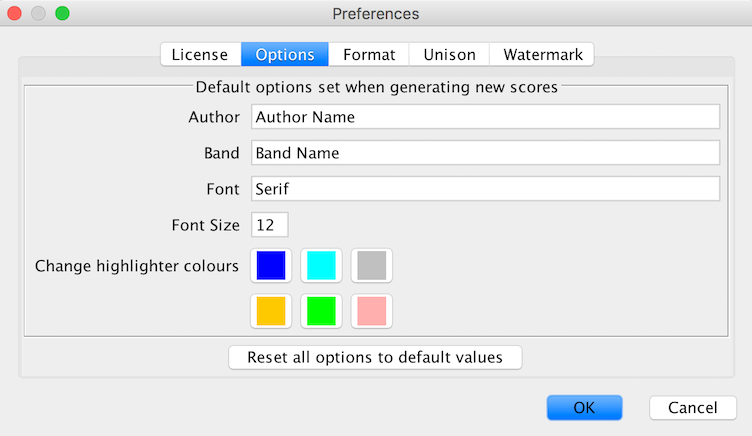 Preferences
License Options Format Unison Watermark
Default options set when generating new scores
Author Author Name
Band Band Name
Font Serif
Font Size 12
Change highlighter colours
Reset all options to default values
OK Cancel